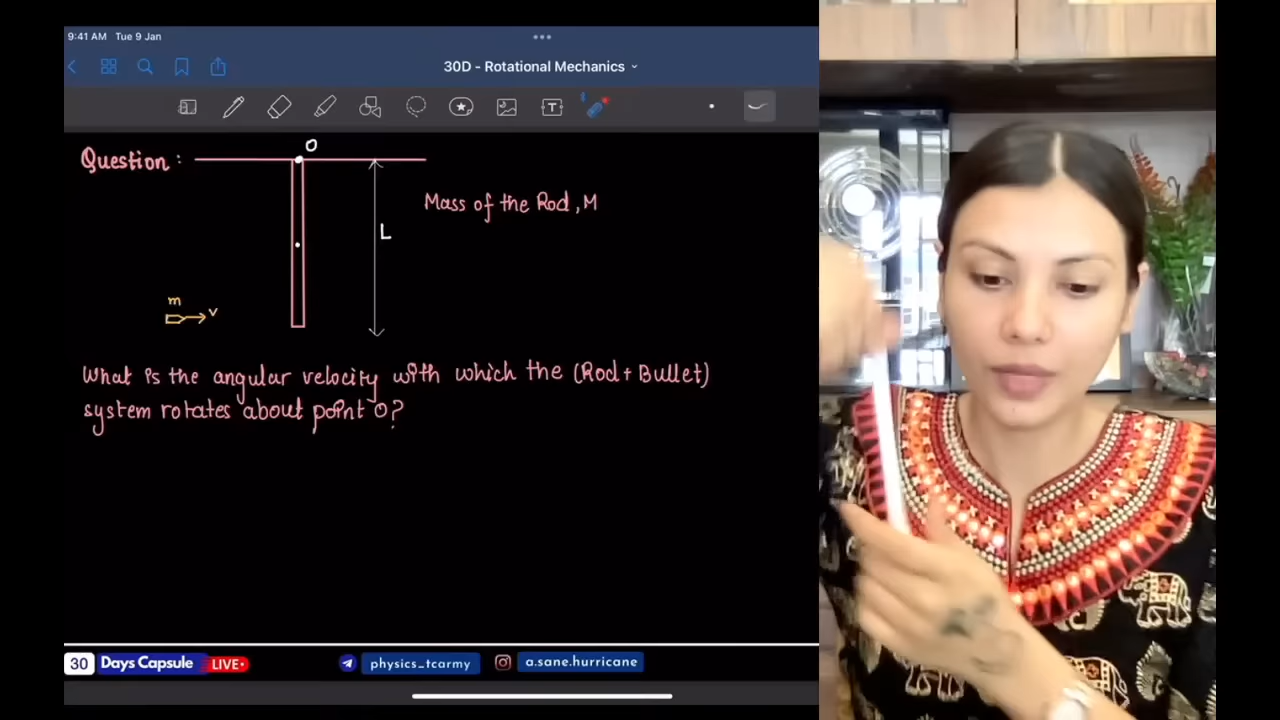 9:41 AM Tue 9 Jan
30D - Rotational Mechanics
T
Question :
O
Mass of the Rod, M
L
m
v
What is the angular velocity with which the (Rod + Bullet)
system rotates about point O?
30 Days Capsule LIVE
physics_tcarmy
a.sane.hurricane